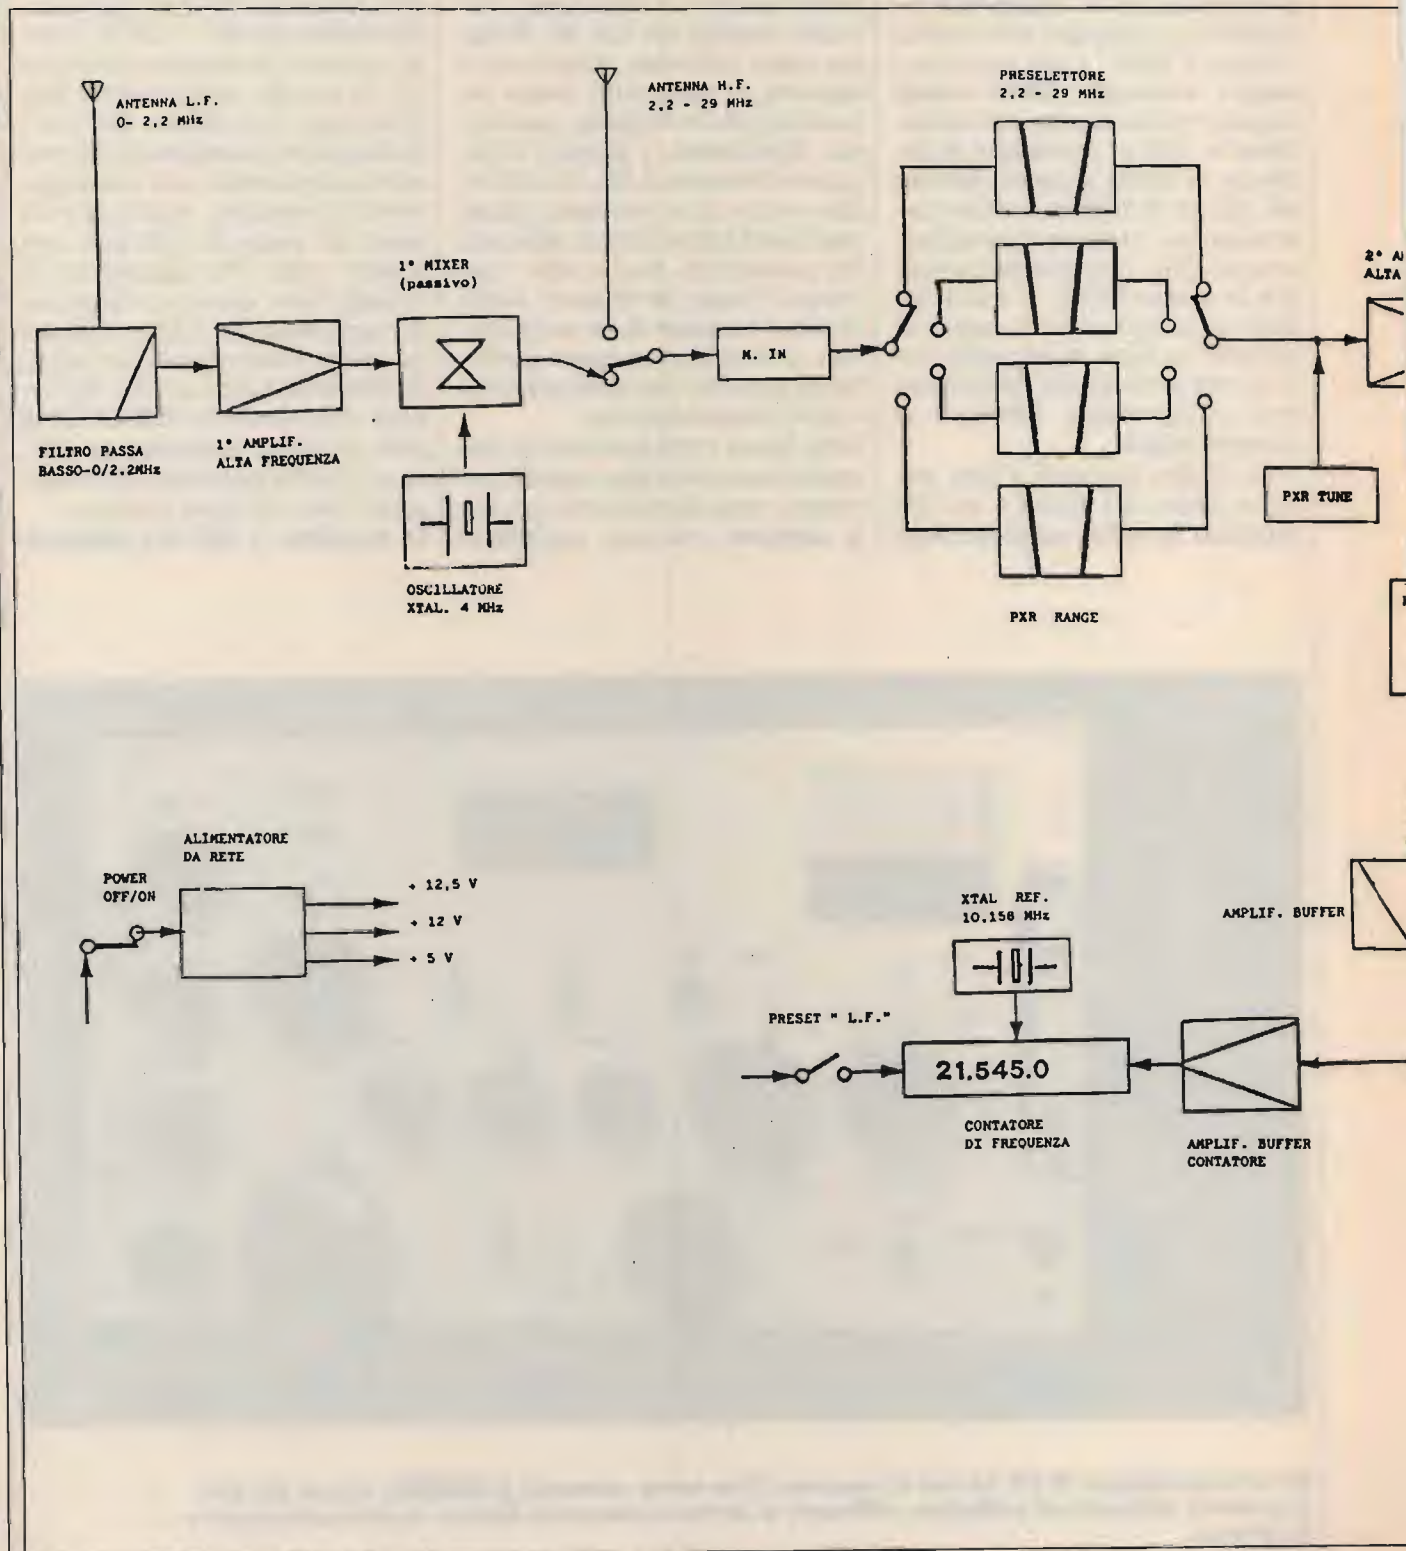 ANTENNA L.F.
0- 2,2 MHz
ANTENNA H.F.
2,2 - 29 MHz
PRESELETTORE
2,2 - 29 MHz
1° MIXER
(passivo)
2°
ALTA
M. IN
FILTRO PASSA
BASSO-0/2.2MHz
1° AMPLIF.
ALTA FREQUENZA
PXR TUNE
OSCILLATORE
XTAL. 4 MHz
PXR RANGE
ALIMENTATORE
DA RETE
POWER
OFF/ON
+ 12,5 V
+ 12 V
+ 5 V
XTAL REF.
10.158 MHz
AMPLIF. BUFFER
PRESET " L.F."
21.545.0
CONTATORE
DI FREQUENZA
AMPLIF. BUFFER
CONTATORE